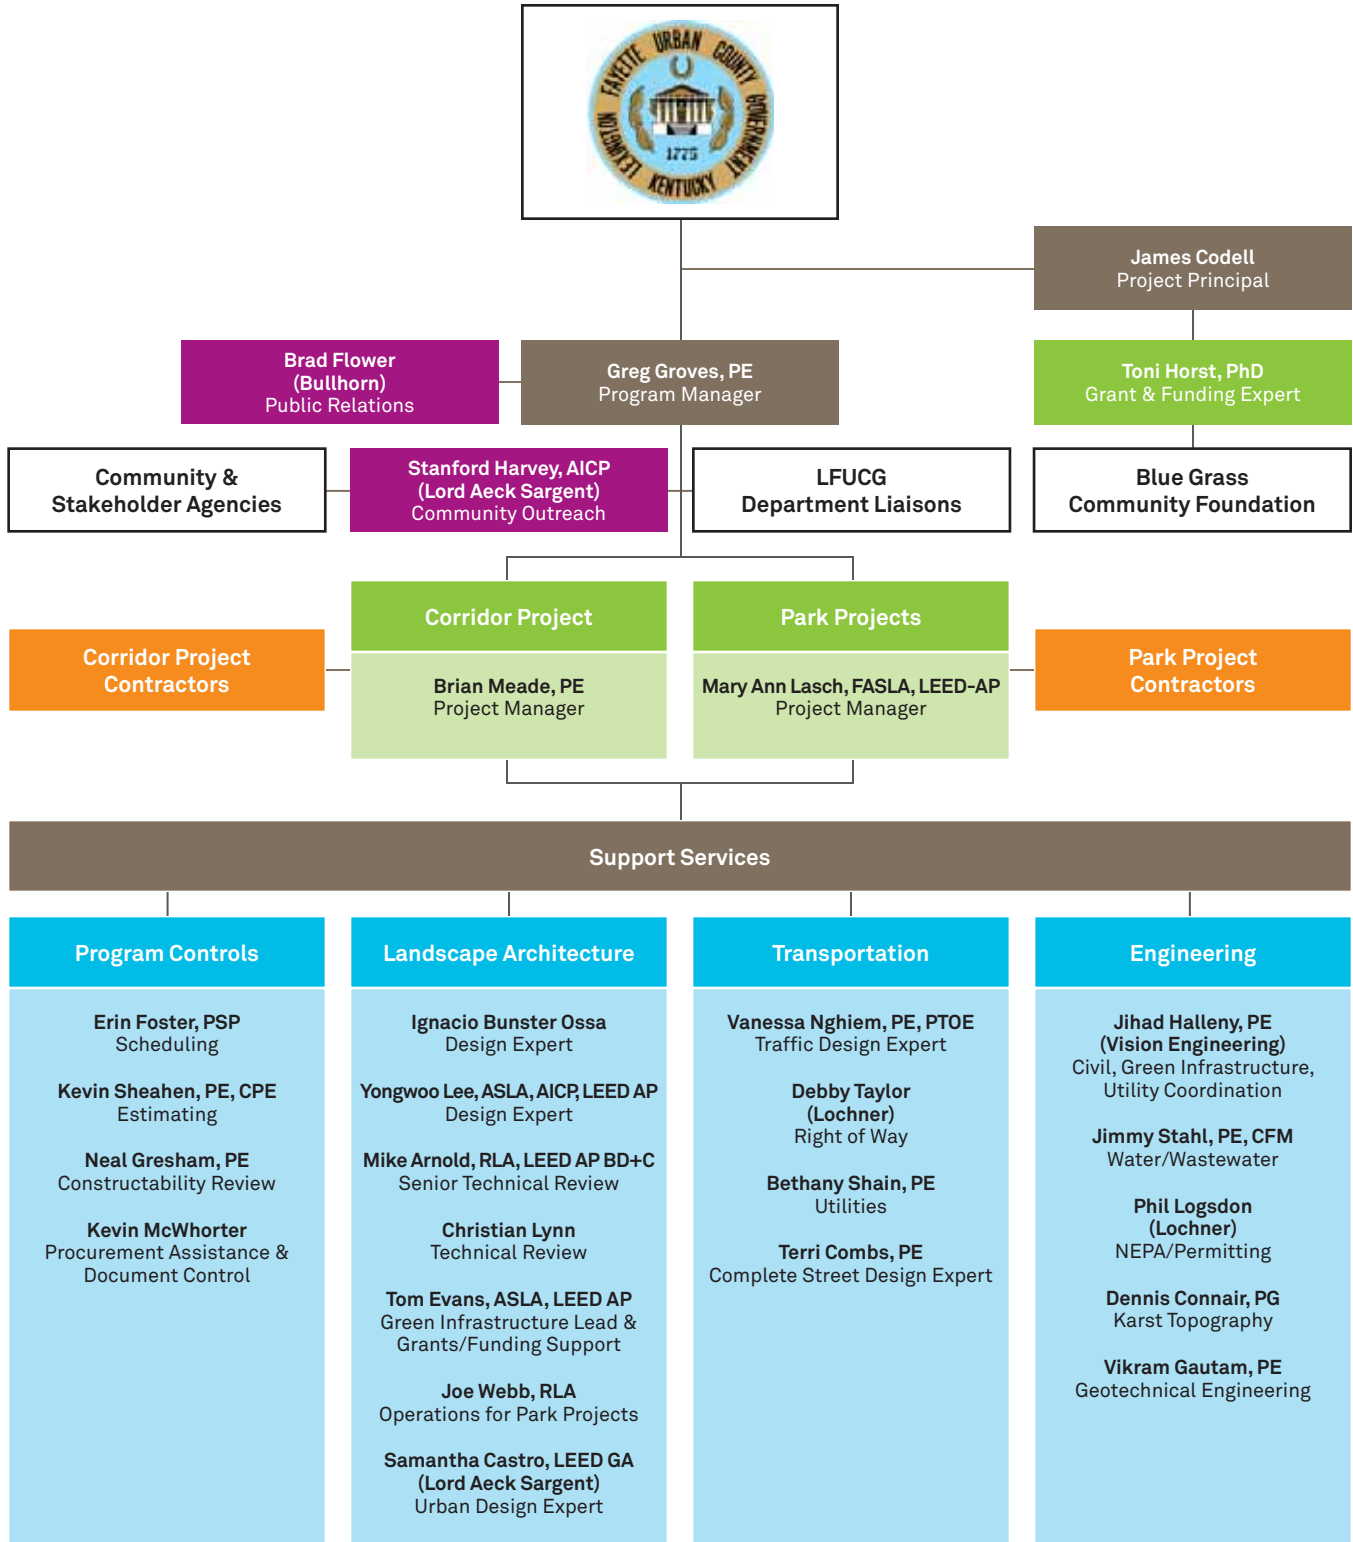 LEXINGTON FAYETTE URBAN COUNTY GOVERNMENT
1775
KENTUCKY
James Codell
Project Principal
Brad Flower
(Bullhorn)
Public Relations
Greg Groves, PE
Program Manager
Toni Horst, PhD
Grant & Funding Expert
Community &
Stakeholder Agencies
Stanford Harvey, AICP
(Lord Aeck Sargent)
Community Outreach
LFUCG
Department Liaisons
Blue Grass
Community Foundation
Corridor Project
Contractors
Corridor Project
Brian Meade, PE
Project Manager
Park Projects
Mary Ann Lasch, FASLA, LEED-AP
Project Manager
Park Project
Contractors
Support Services
Program Controls
Erin Foster, PSP
Scheduling
Kevin Sheahen, PE, CPE
Estimating
Neal Gresham, PE
Constructability Review
Kevin McWhorter
Procurement Assistance &
Document Control
Landscape Architecture
Ignacio Bunster Ossa
Design Expert
Yongwoo Lee, ASLA, AICP, LEED AP
Design Expert
Mike Arnold, RLA, LEED AP BD+C
Senior Technical Review
Christian Lynn
Technical Review
Tom Evans, ASLA, LEED AP
Green Infrastructure Lead &
Grants/Funding Support
Joe Webb, RLA
Operations for Park Projects
Samantha Castro, LEED GA
(Lord Aeck Sargent)
Urban Design Expert
Transportation
Vanessa Nghiem, PE, PTOE
Traffic Design Expert
Debby Taylor
(Lochner)
Right of Way
Bethany Shain, PE
Utilities
Terri Combs, PE
Complete Street Design Expert
Engineering
Jihad Halleny, PE
(Vision Engineering)
Civil, Green Infrastructure,
Utility Coordination
Jimmy Stahl, PE, CFM
Water/Wastewater
Phil Logsdon
(Lochner)
NEPA/Permitting
Dennis Connair, PG
Karst Topography
Vikram Gautam, PE
Geotechnical Engineering